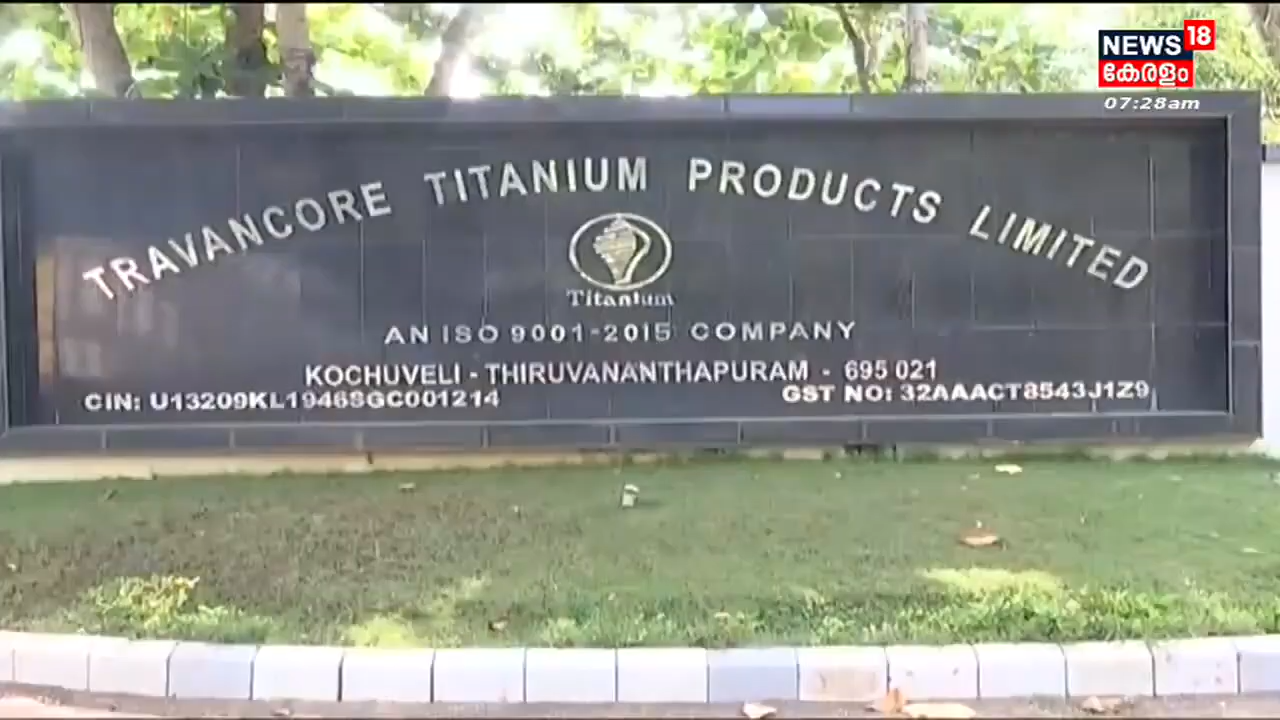 NEWS 18
കേരളം
07:28am
TRAVANCORE TITANIUM PRODUCTS LIMITED
Titanium
AN ISO 9001-2015 COMPANY
KOCHUVELI - THIRUVANANTHAPURAM - 695 021
CIN: U13209KL1946SGC001214
GST NO: 32AAACT8543J1Z9